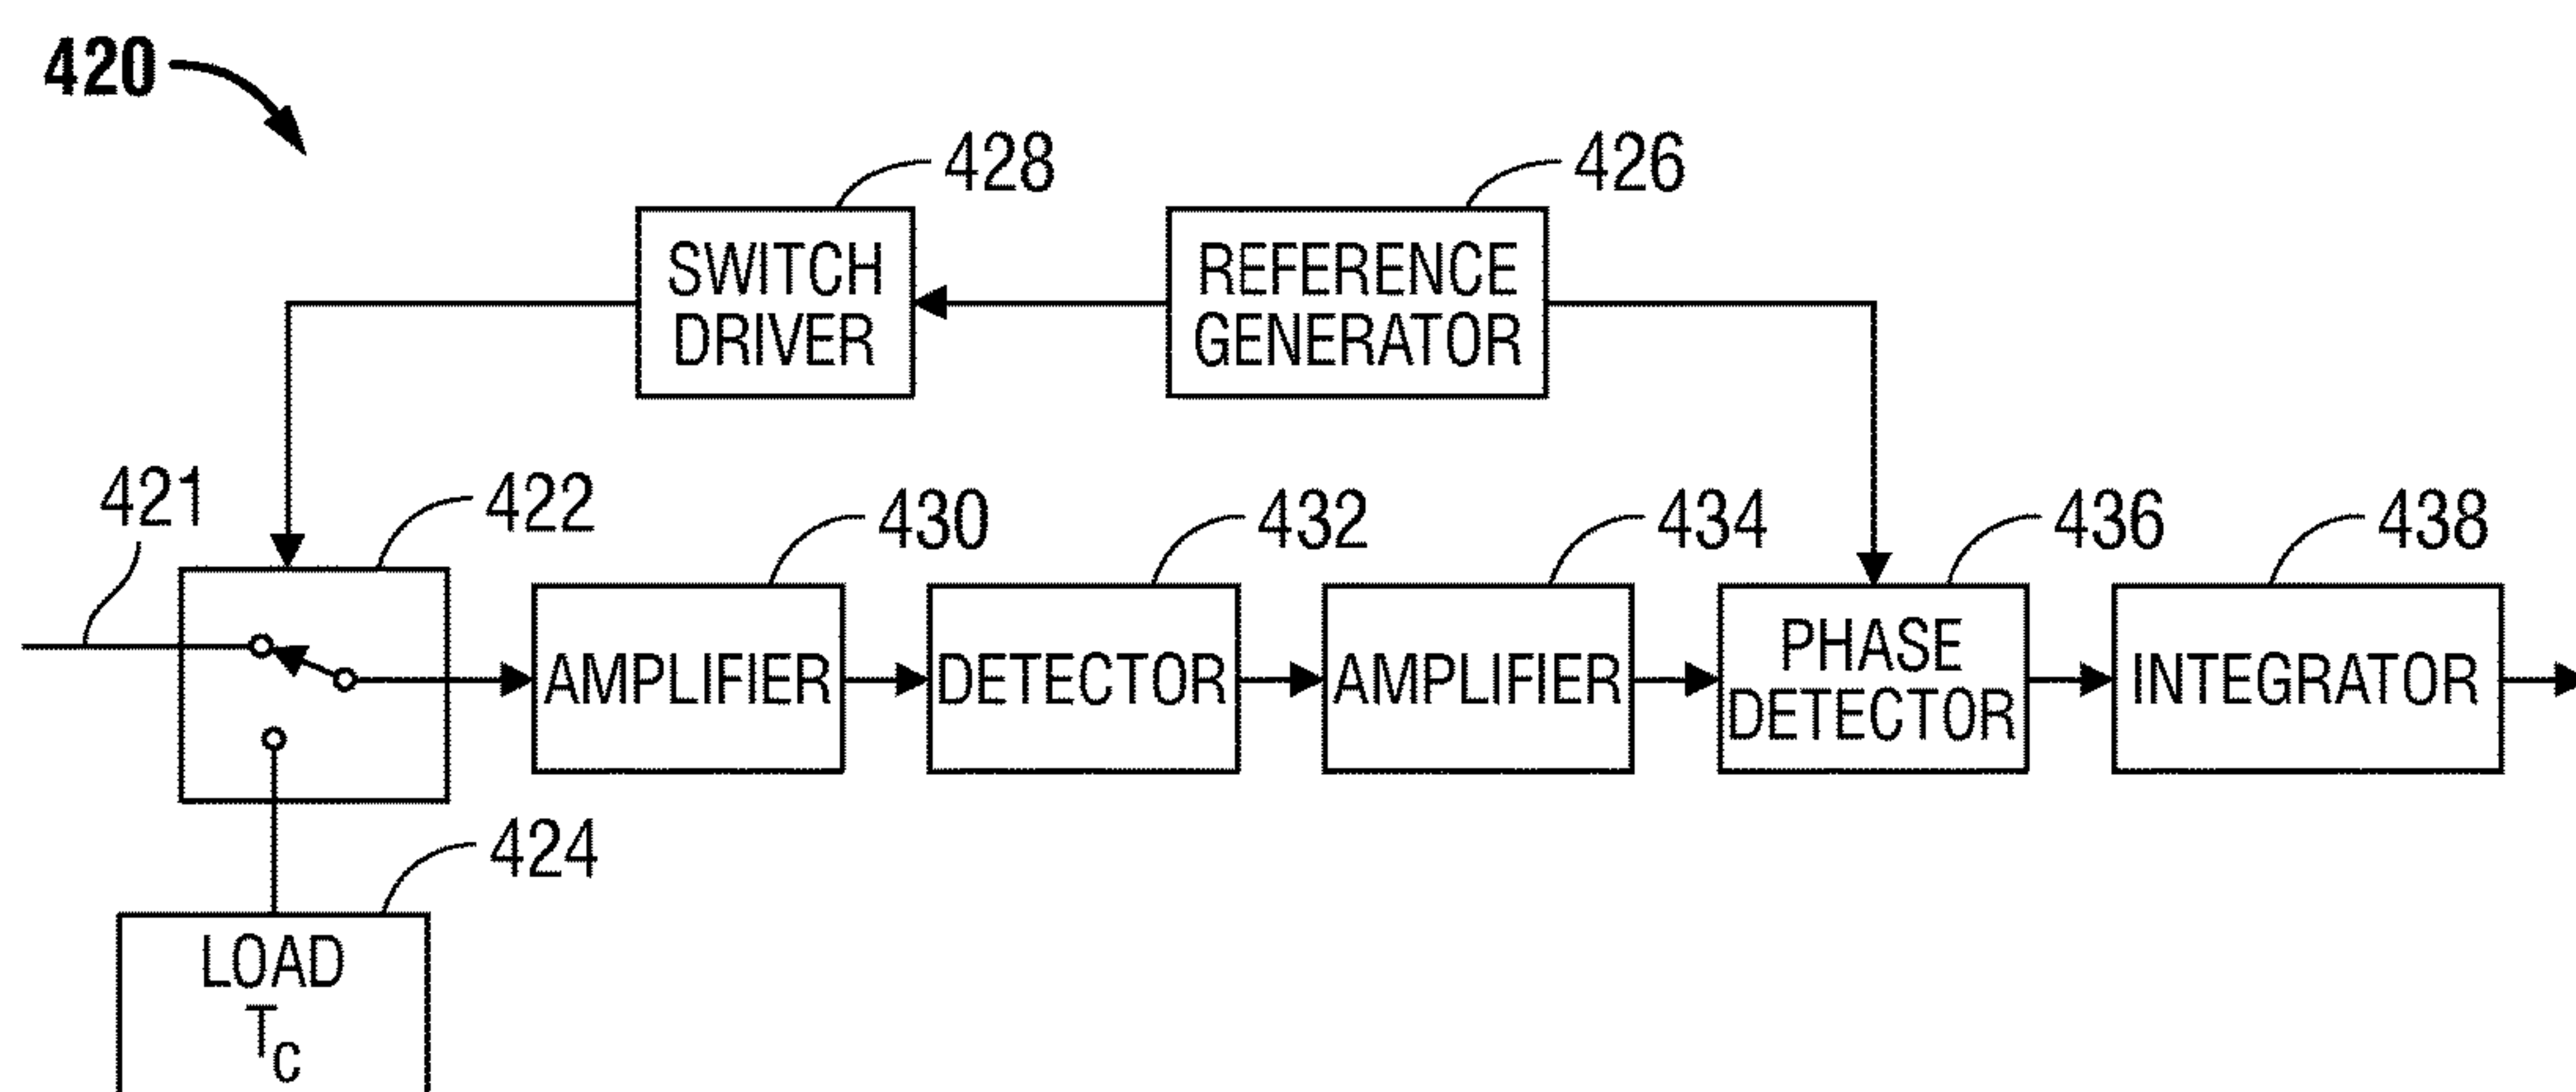 420
428
426
SWITCH
DRIVER
REFERENCE
GENERATOR
421
422
430
432
434
436
438
AMPLIFIER
DETECTOR
AMPLIFIER
PHASE
DETECTOR
INTEGRATOR
424
LOAD
TC